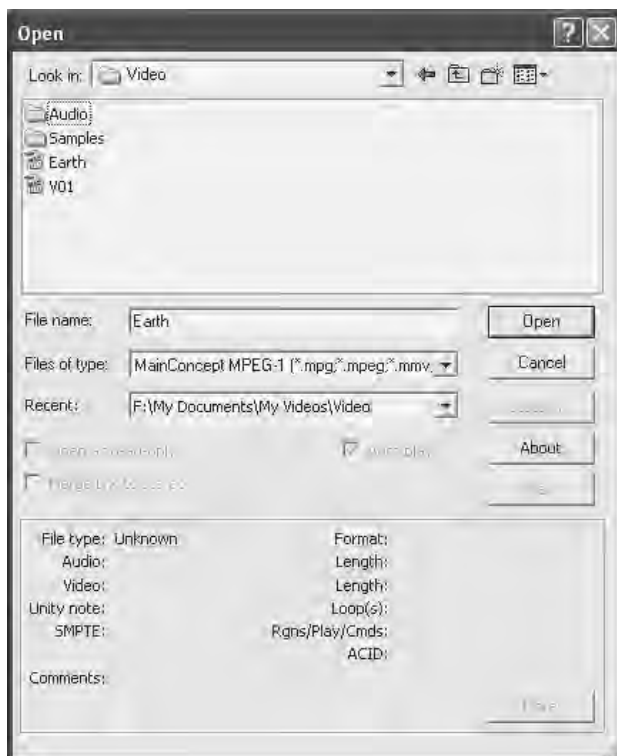 Open
Look in: Video
Audio
Samples
Earth
V01
File name: Earth Open
Files of type: MainConcept MPEG-1 (*.mpg;*.mpeg;*.mmv, Cancel
Recent: F:\My Documents\My Videos\Video
About
File type: Unknown Format:
Audio: Length:
Video: Length:
Unity note: Loop(s):
SMPTE: Rgns/Play/Cmds:
ACID:
Comments: